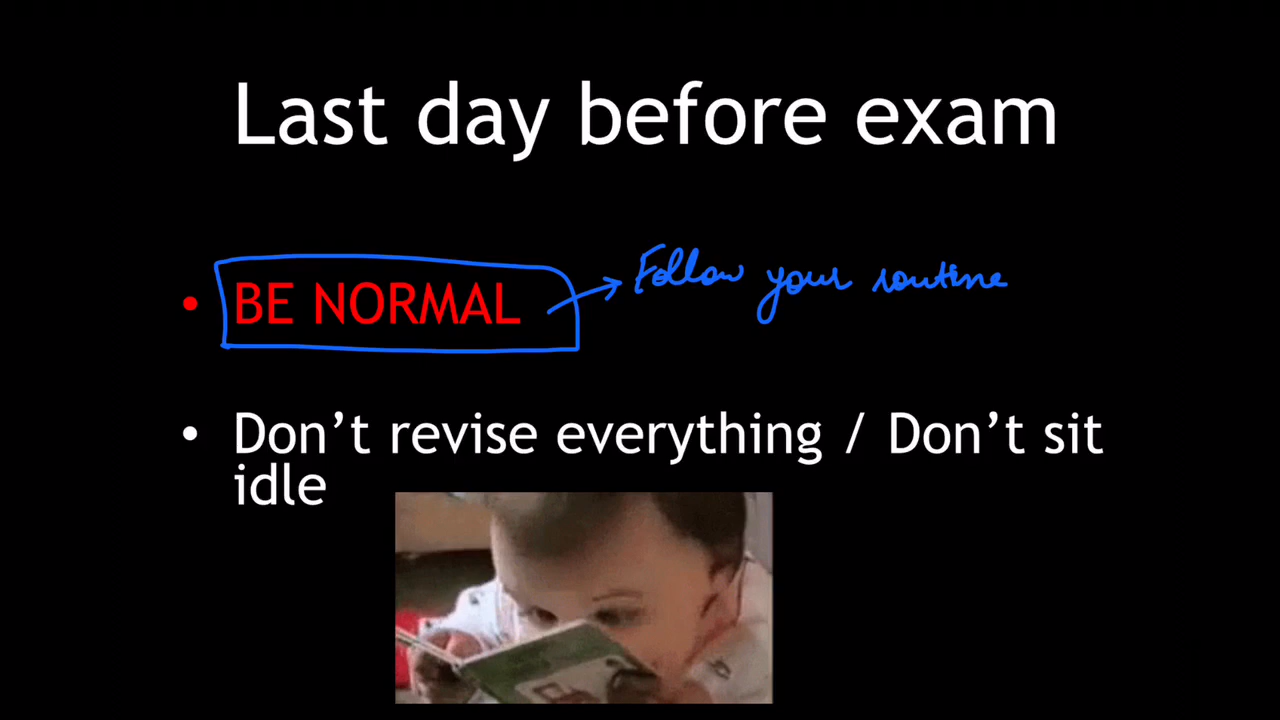 Last day before exam
• BE NORMAL → Follow your routine
• Don’t revise everything / Don’t sit
idle